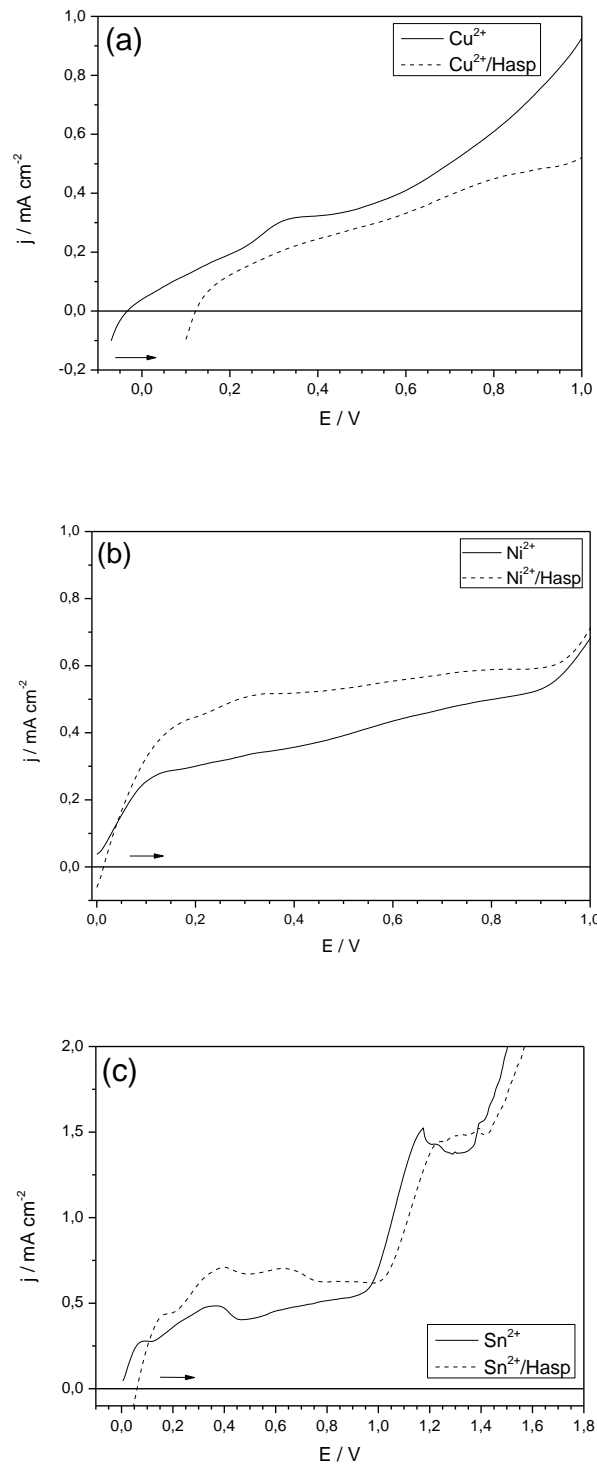 (a)
Cu²⁺
Cu²⁺/Hasp
1,0
0,8
0,6
0,4
0,2
0,0
-0,2
j / mA cm⁻²
0,0 0,2 0,4 0,6 0,8 1,0
E / V
(b)
Ni²⁺
Ni²⁺/Hasp
1,0
0,8
0,6
0,4
0,2
0,0
j / mA cm⁻²
0,0 0,2 0,4 0,6 0,8 1,0
E / V
(c)
2,0
1,5
1,0
0,5
0,0
j / mA cm⁻²
Sn²⁺
Sn²⁺/Hasp
0,0 0,2 0,4 0,6 0,8 1,0 1,2 1,4 1,6 1,8
E / V